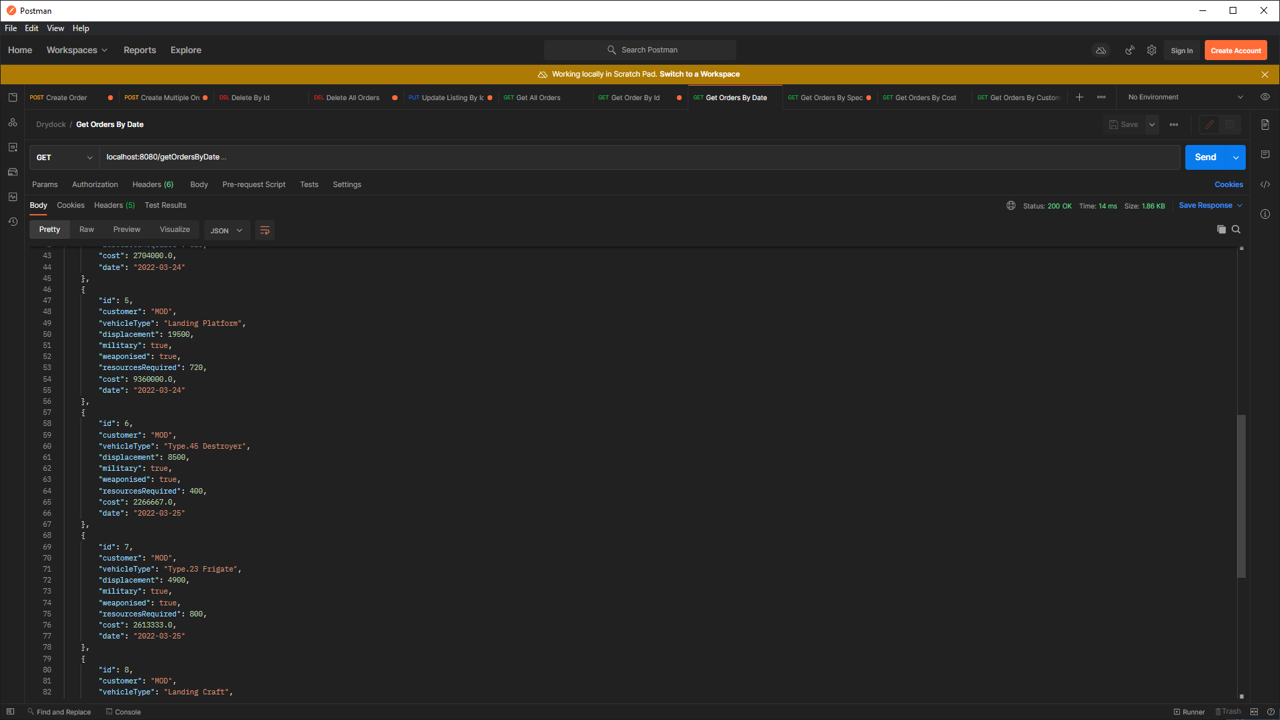 Postman
File Edit View Help
Home Workspaces Reports Explore Search Postman Sign In Create Account
Working locally in Scratch Pad. Switch to a Workspace
POST Create Order POST Create Multiple On DEL Delete By Id DEL Delete All Orders PUT Update Listing By Ic GET Get All Orders GET Get Order By Id GET Get Orders By Date GET Get Orders By Spec GET Get Orders By Cost GET Get Orders By Custom No Environment
Drydock / Get Orders By Date Save
GET localhost:8080/getOrdersByDate ... Send
Params Authorization Headers (6) Body Pre-request Script Tests Settings Cookies
Body Cookies Headers (5) Test Results Status: 200 OK Time: 14 ms Size: 1.86 KB Save Response
Pretty Raw Preview Visualize JSON
43 "cost": 2704000.0,
44 "date": "2022-03-24"
45 },
46 {
47 "id": 5,
48 "customer": "MOD",
49 "vehicleType": "Landing Platform",
50 "displacement": 19500,
51 "military": true,
52 "weaponised": true,
53 "resourcesRequired": 720,
54 "cost": 9360000.0,
55 "date": "2022-03-24"
56 },
57 {
58 "id": 6,
59 "customer": "MOD",
60 "vehicleType": "Type.45 Destroyer",
61 "displacement": 8500,
62 "military": true,
63 "weaponised": true,
64 "resourcesRequired": 400,
65 "cost": 2266667.0,
66 "date": "2022-03-25"
67 },
68 {
69 "id": 7,
70 "customer": "MOD",
71 "vehicleType": "Type.23 Frigate",
72 "displacement": 4900,
73 "military": true,
74 "weaponised": true,
75 "resourcesRequired": 800,
76 "cost": 2613333.0,
77 "date": "2022-03-25"
78 },
79 {
80 "id": 8,
81 "customer": "MOD",
82 "vehicleType": "Landing Craft",
Find and Replace Console Runner Trash